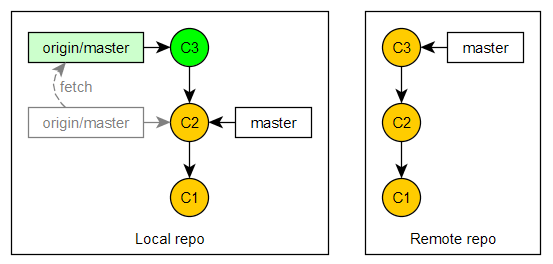 origin/master
C3
fetch
origin/master
C2
master
C1
Local repo
C3
master
C2
C1
Remote repo